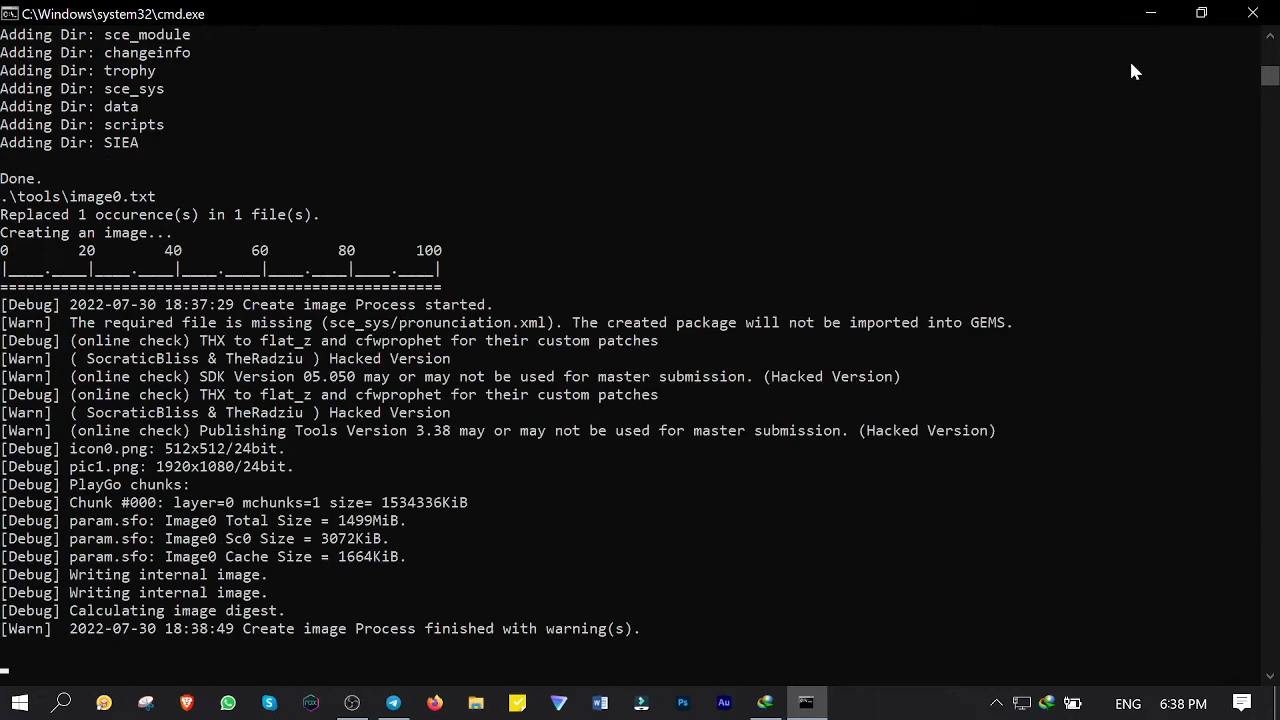 C:\Windows\system32\cmd.exe
Adding Dir: sce_module
Adding Dir: changeinfo
Adding Dir: trophy
Adding Dir: sce_sys
Adding Dir: data
Adding Dir: scripts
Adding Dir: SIEA
Done.
.\tools\image0.txt
Replaced 1 occurence(s) in 1 file(s).
Creating an image...
0        20        40        60        80       100
|____.____|____.____|____.____|____.____|____.____|
===================================================
[Debug] 2022-07-30 18:37:29 Create image Process started.
[Warn]  The required file is missing (sce_sys/pronunciation.xml). The created package will not be imported into GEMS.
[Debug] (online check) THX to flat_z and cfwprophet for their custom patches
[Warn]  ( SocraticBliss & TheRadziu ) Hacked Version
[Warn]  (online check) SDK Version 05.050 may or may not be used for master submission. (Hacked Version)
[Debug] (online check) THX to flat_z and cfwprophet for their custom patches
[Warn]  ( SocraticBliss & TheRadziu ) Hacked Version
[Warn]  (online check) Publishing Tools Version 3.38 may or may not be used for master submission. (Hacked Version)
[Debug] icon0.png: 512x512/24bit.
[Debug] pic1.png: 1920x1080/24bit.
[Debug] PlayGo chunks:
[Debug] Chunk #000: layer=0 mchunks=1 size= 1534336KiB
[Debug] param.sfo: Image0 Total Size = 1499MiB.
[Debug] param.sfo: Image0 Sc0 Size = 3072KiB.
[Debug] param.sfo: Image0 Cache Size = 1664KiB.
[Debug] Writing internal image.
[Debug] Writing internal image.
[Debug] Calculating image digest.
[Warn]  2022-07-30 18:38:49 Create image Process finished with warning(s).
Ps Au ENG 6:38 PM